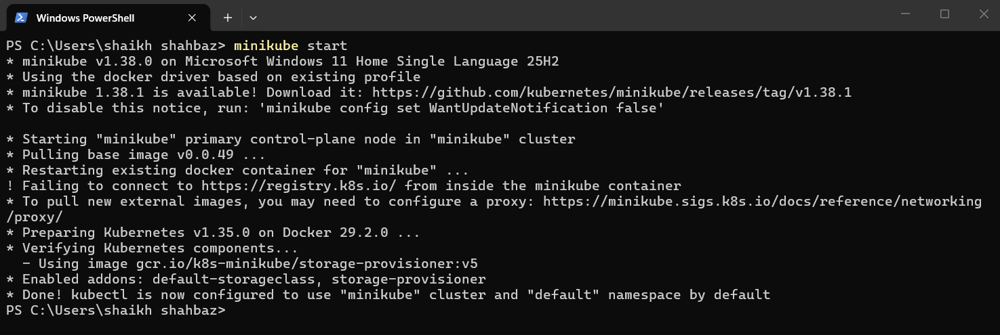 Windows PowerShell
PS C:\Users\shaikh shahbaz> minikube start
* minikube v1.38.0 on Microsoft Windows 11 Home Single Language 25H2
* Using the docker driver based on existing profile
* minikube 1.38.1 is available! Download it: https://github.com/kubernetes/minikube/releases/tag/v1.38.1
* To disable this notice, run: 'minikube config set WantUpdateNotification false'
* Starting "minikube" primary control-plane node in "minikube" cluster
* Pulling base image v0.0.49 ...
* Restarting existing docker container for "minikube" ...
! Failing to connect to https://registry.k8s.io/ from inside the minikube container
* To pull new external images, you may need to configure a proxy: https://minikube.sigs.k8s.io/docs/reference/networking
/proxy/
* Preparing Kubernetes v1.35.0 on Docker 29.2.0 ...
* Verifying Kubernetes components...
  - Using image gcr.io/k8s-minikube/storage-provisioner:v5
* Enabled addons: default-storageclass, storage-provisioner
* Done! kubectl is now configured to use "minikube" cluster and "default" namespace by default
PS C:\Users\shaikh shahbaz>